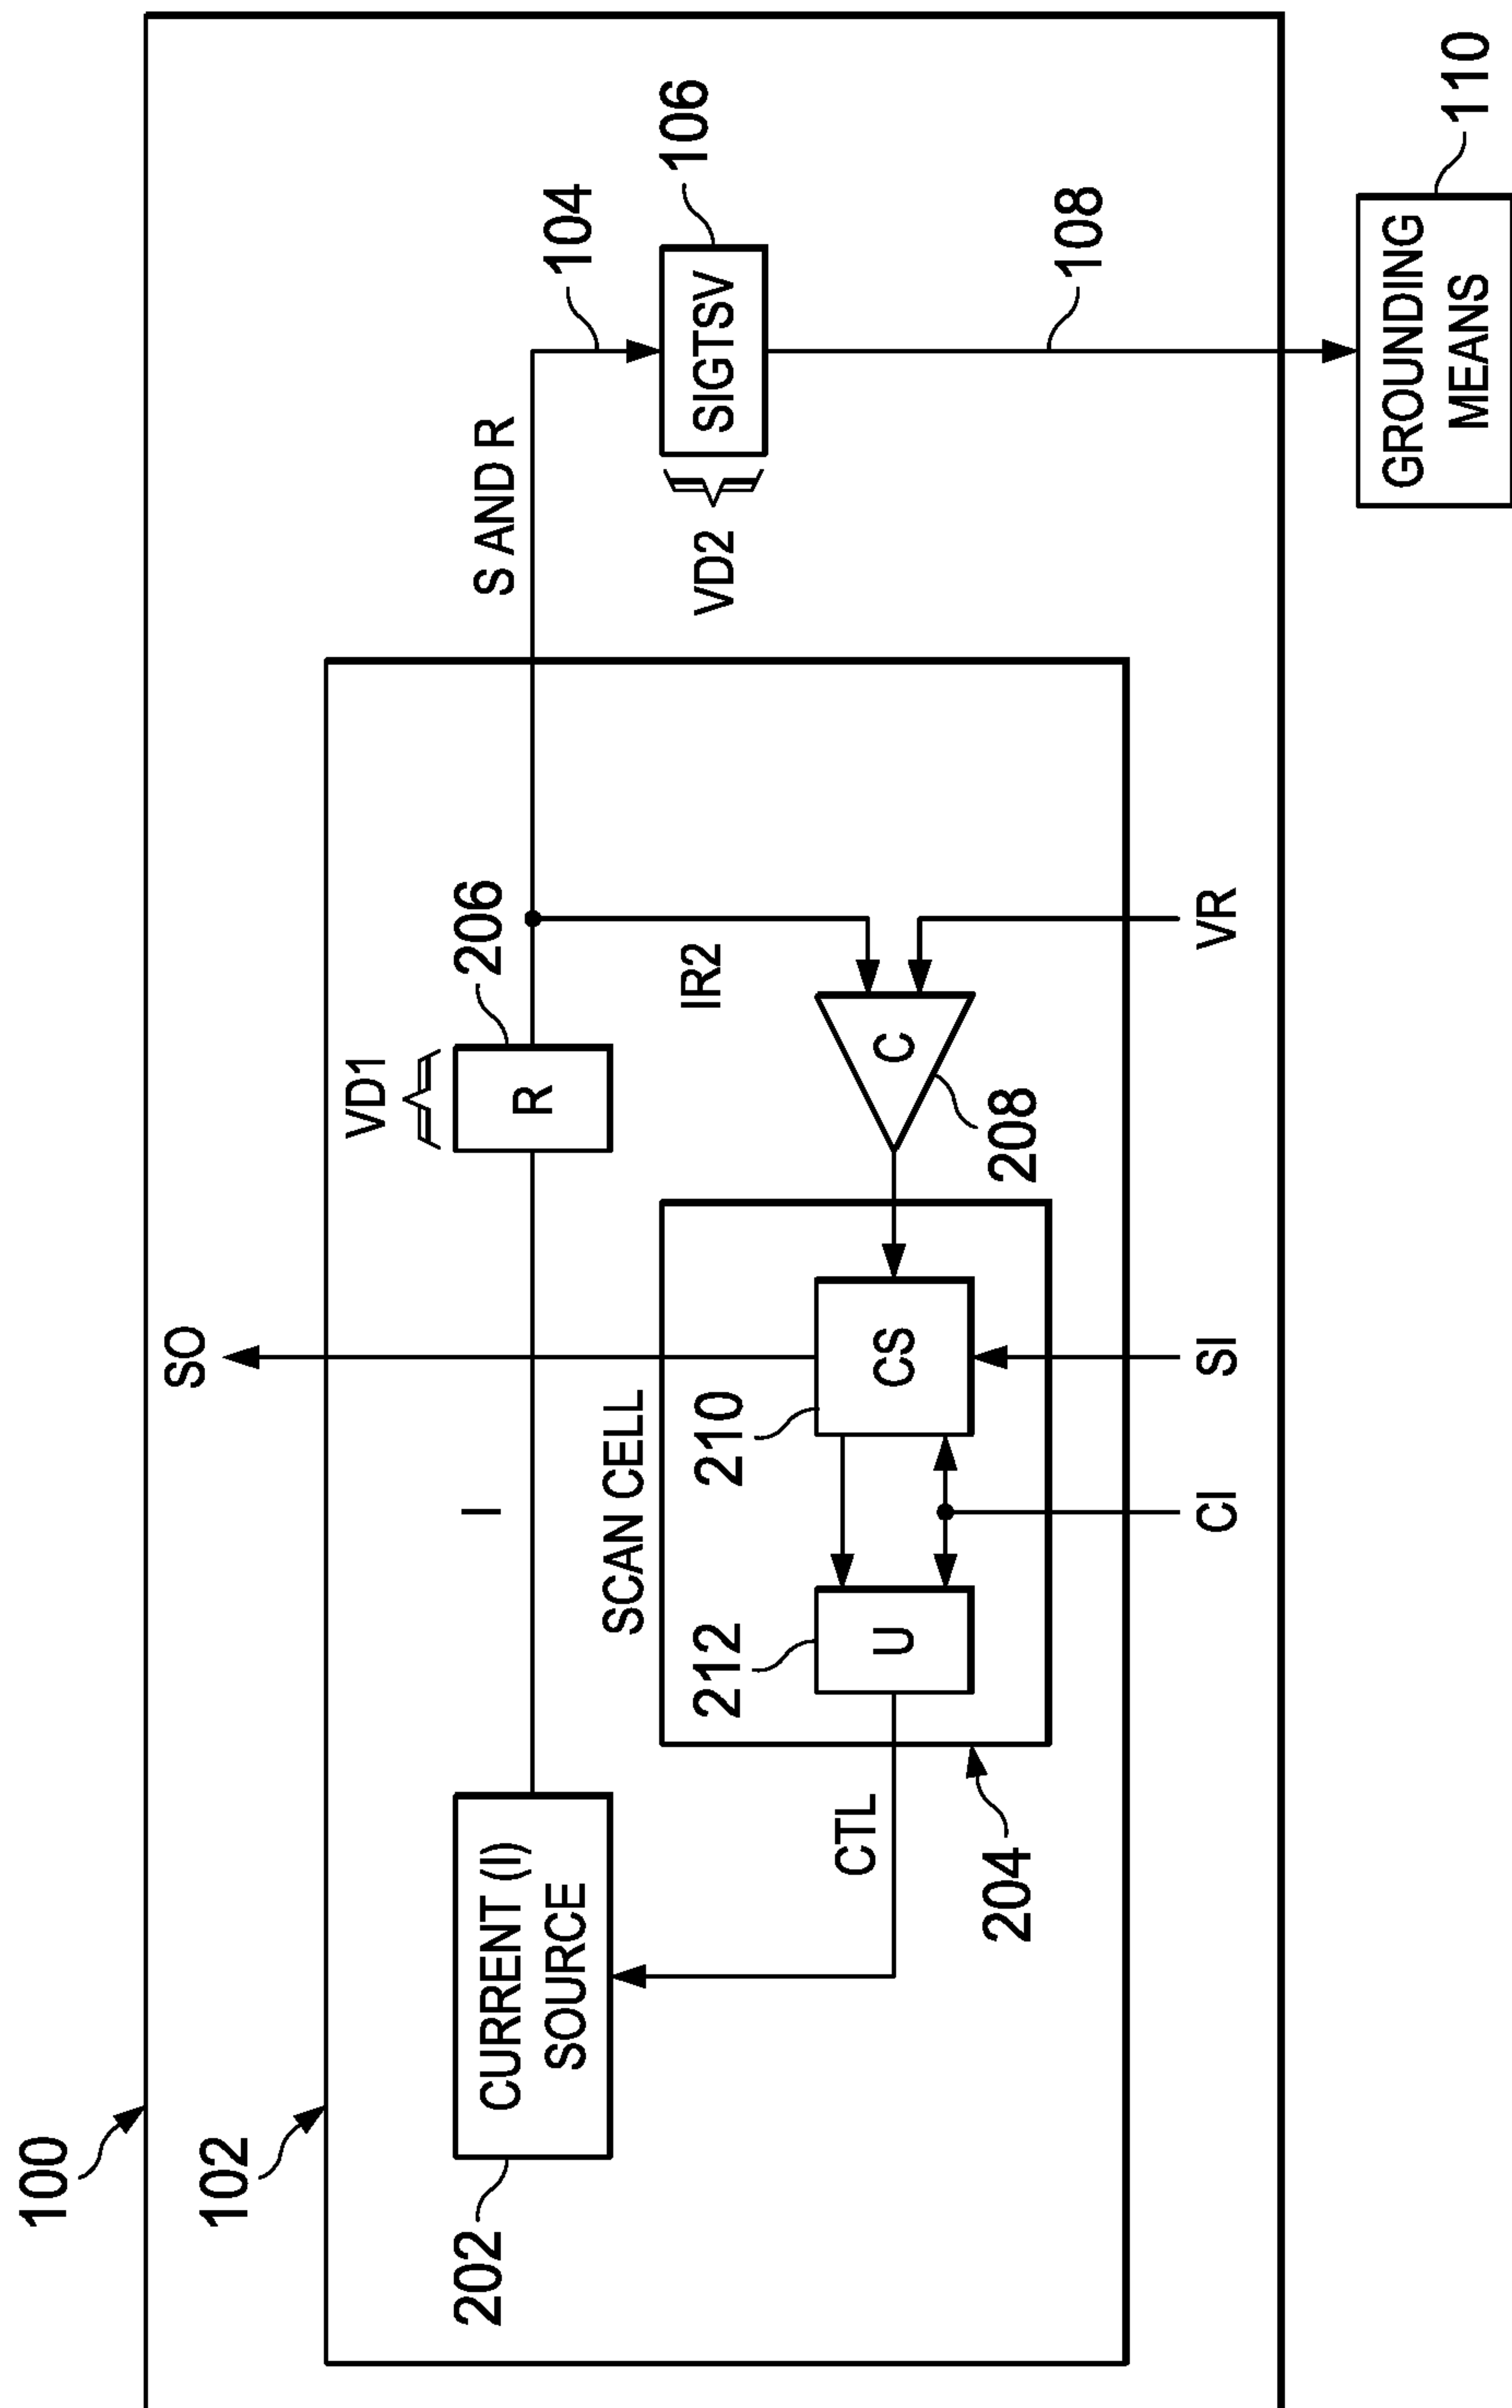 100
102
SO
202
CURRENT (I)
SOURCE
I
VD1
R
206
S AND R
104
SIGTSV
106
VD2
108
SCAN CELL
212
U
210
CS
CTL
204
C
208
IR2
CI
SI
VR
GROUNDING
MEANS
110